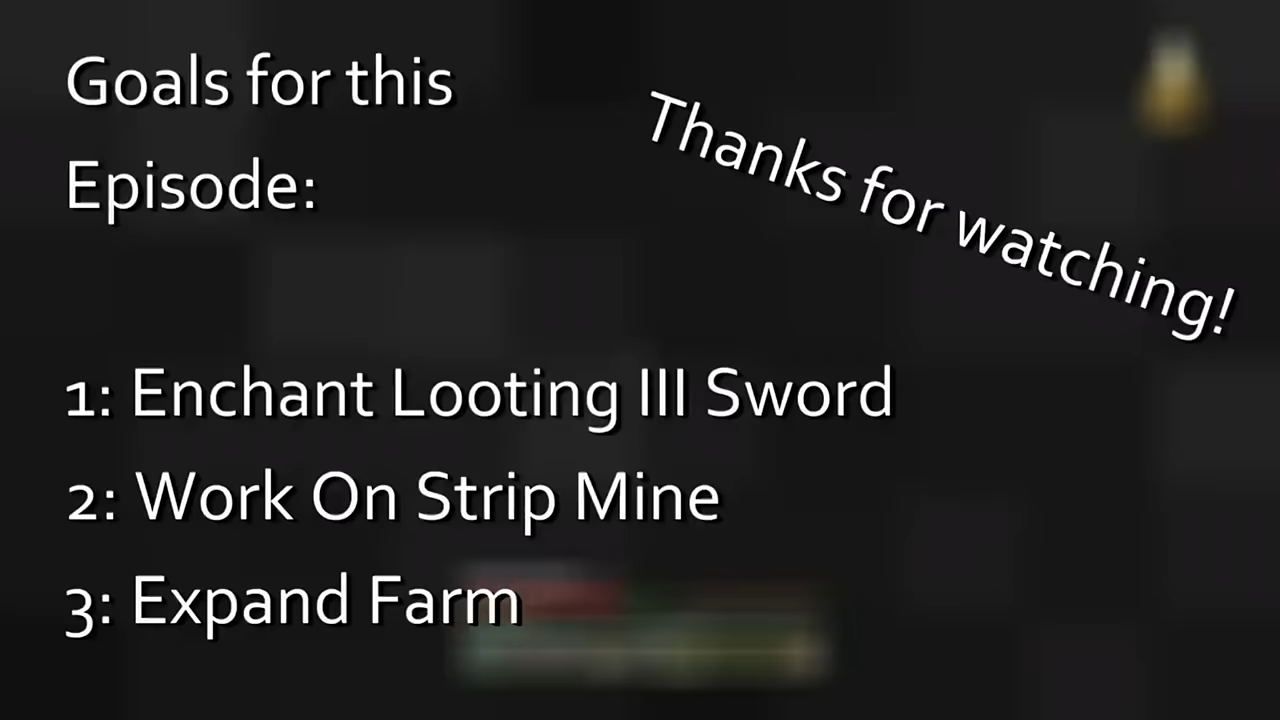 Goals for this
Episode:
Thanks for watching!
1: Enchant Looting III Sword
2: Work On Strip Mine
3: Expand Farm